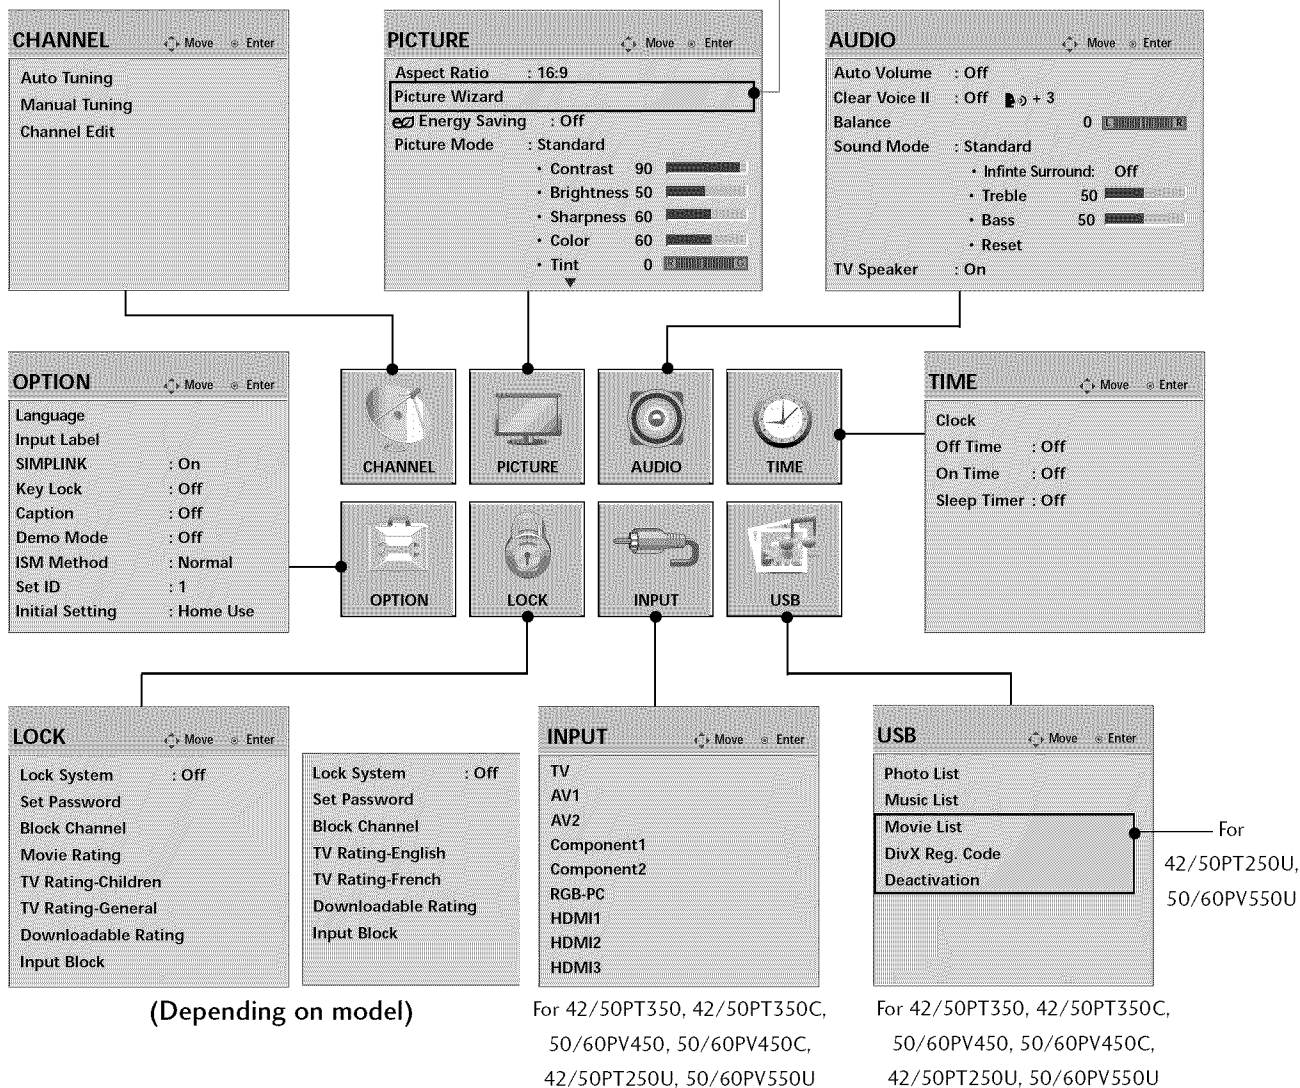 CHANNEL Move Enter
Auto Tuning
Manual Tuning
Channel Edit
PICTURE Move Enter
Aspect Ratio : 16:9
Picture Wizard
Energy Saving : Off
Picture Mode : Standard
• Contrast 90
• Brightness 50
• Sharpness 60
• Color 60
• Tint 0 R G
AUDIO Move Enter
Auto Volume : Off
Clear Voice II : Off + 3
Balance 0 L R
Sound Mode : Standard
• Infinte Surround: Off
• Treble 50
• Bass 50
• Reset
TV Speaker : On
OPTION Move Enter
Language
Input Label
SIMPLINK : On
Key Lock : Off
Caption : Off
Demo Mode : Off
ISM Method : Normal
Set ID : 1
Initial Setting : Home Use
CHANNEL
PICTURE
AUDIO
TIME
OPTION
LOCK
INPUT
USB
TIME Move Enter
Clock
Off Time : Off
On Time : Off
Sleep Timer : Off
LOCK Move Enter
Lock System : Off
Set Password
Block Channel
Movie Rating
TV Rating-Children
TV Rating-General
Downloadable Rating
Input Block
Lock System : Off
Set Password
Block Channel
TV Rating-English
TV Rating-French
Downloadable Rating
Input Block
(Depending on model)
INPUT Move Enter
TV
AV1
AV2
Component1
Component2
RGB-PC
HDMI1
HDMI2
HDMI3
For 42/50PT350, 42/50PT350C,
50/60PV450, 50/60PV450C,
42/50PT250U, 50/60PV550U
USB Move Enter
Photo List
Music List
Movie List
DivX Reg. Code
Deactivation
For
42/50PT250U,
50/60PV550U
For 42/50PT350, 42/50PT350C,
50/60PV450, 50/60PV450C,
42/50PT250U, 50/60PV550U